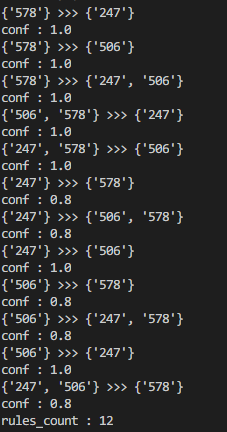 {'578'} >>> {'247'}
conf : 1.0
{'578'} >>> {'506'}
conf : 1.0
{'578'} >>> {'247', '506'}
conf : 1.0
{'506', '578'} >>> {'247'}
conf : 1.0
{'247', '578'} >>> {'506'}
conf : 1.0
{'247'} >>> {'578'}
conf : 0.8
{'247'} >>> {'506', '578'}
conf : 0.8
{'247'} >>> {'506'}
conf : 1.0
{'506'} >>> {'578'}
conf : 0.8
{'506'} >>> {'247', '578'}
conf : 0.8
{'506'} >>> {'247'}
conf : 1.0
{'247', '506'} >>> {'578'}
conf : 0.8
rules_count : 12